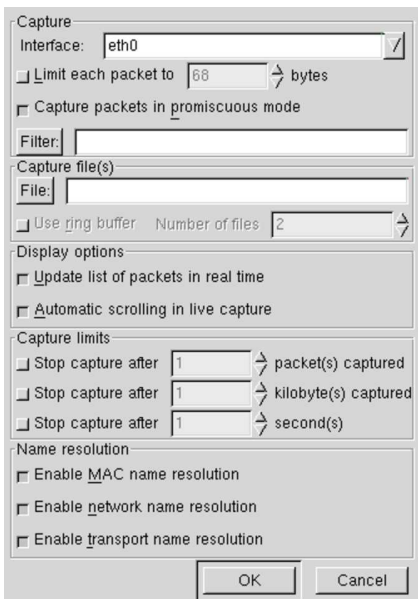 Capture
Interface: eth0
Limit each packet to 68 bytes
Capture packets in promiscuous mode
Filter:
Capture file(s)
File:
Use ring buffer Number of files 2
Display options
Update list of packets in real time
Automatic scrolling in live capture
Capture limits
Stop capture after 1 packet(s) captured
Stop capture after 1 kilobyte(s) captured
Stop capture after 1 second(s)
Name resolution
Enable MAC name resolution
Enable network name resolution
Enable transport name resolution
OK Cancel